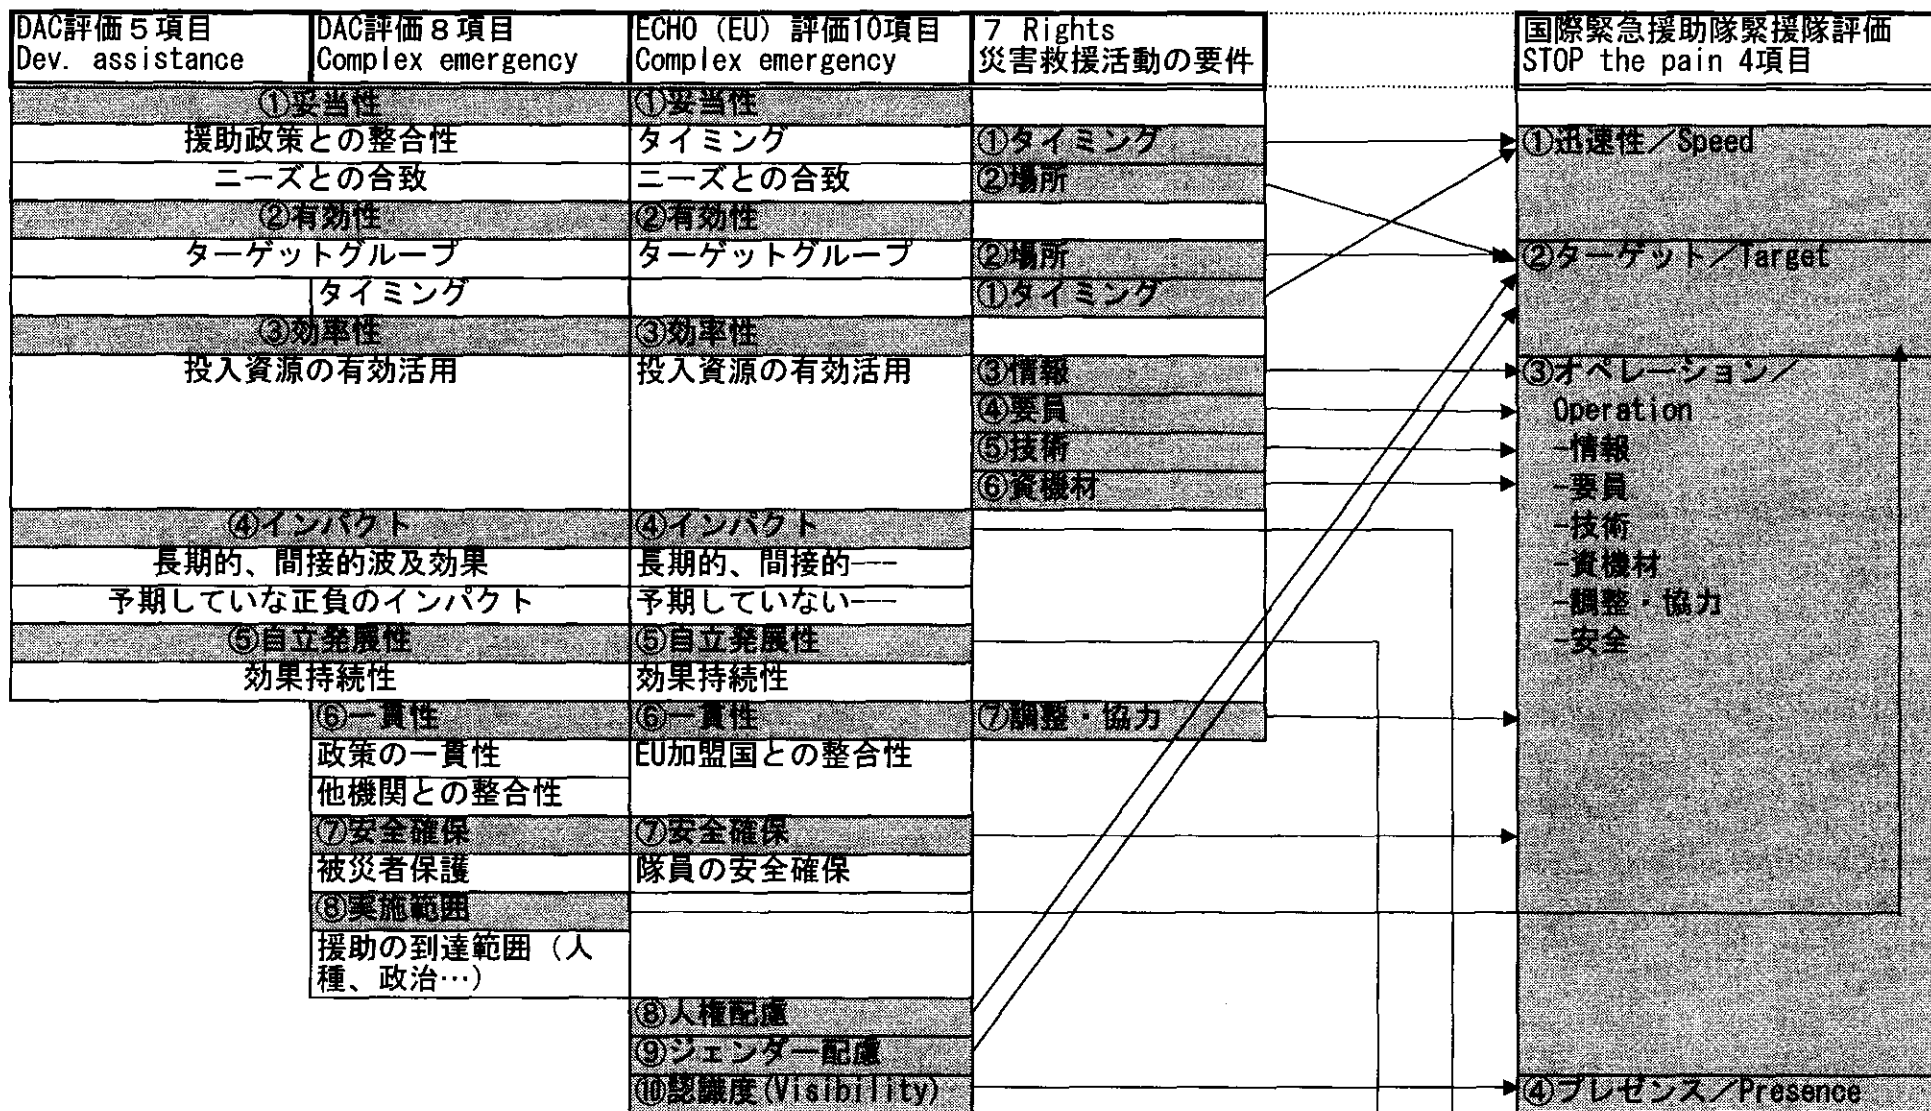 DAC評価5項目
Dev. assistance
DAC評価8項目
Complex emergency
ECHO (EU) 評価10項目
Complex emergency
7 Rights
災害救援活動の要件
国際緊急援助隊緊援隊評価
STOP the pain 4項目
①妥当性
①妥当性
援助政策との整合性
タイミング
①タイミング
①迅速性/Speed
ニーズとの合致
ニーズとの合致
②場所
②有効性
②有効性
ターゲットグループ
ターゲットグループ
②場所
②ターゲット/Target
タイミング
①タイミング
③効率性
③効率性
投入資源の有効活用
投入資源の有効活用
③情報
④要員
⑤技術
⑥資機材
③オペレーション/
Operation
-情報
-要員
-技術
-資機材
-調整・協力
-安全
④インパクト
④インパクト
長期的、間接的波及効果
長期的、間接的---
予期していな正負のインパクト
予期していない---
⑤自立発展性
⑤自立発展性
効果持続性
効果持続性
⑥一貫性
⑥一貫性
⑦調整・協力
政策の一貫性
EU加盟国との整合性
他機関との整合性
⑦安全確保
⑦安全確保
被災者保護
隊員の安全確保
⑧実施範囲
援助の到達範囲(人
種、政治…)
⑧人権配慮
⑨ジェンダー配慮
⑩認識度(Visibility)
④プレゼンス/Presence